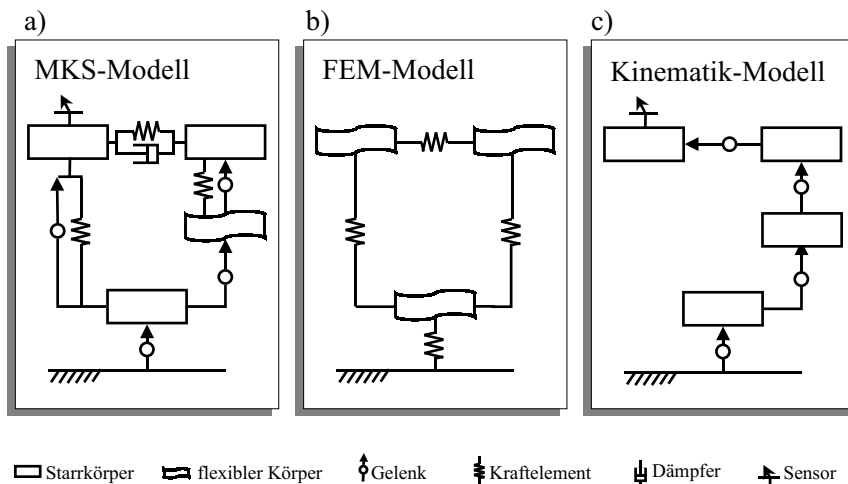 a)
b)
c)
MKS-Modell
FEM-Modell
Kinematik-Modell
Starrkörper
flexibler Körper
Gelenk
Kraftelement
Dämpfer
Sensor